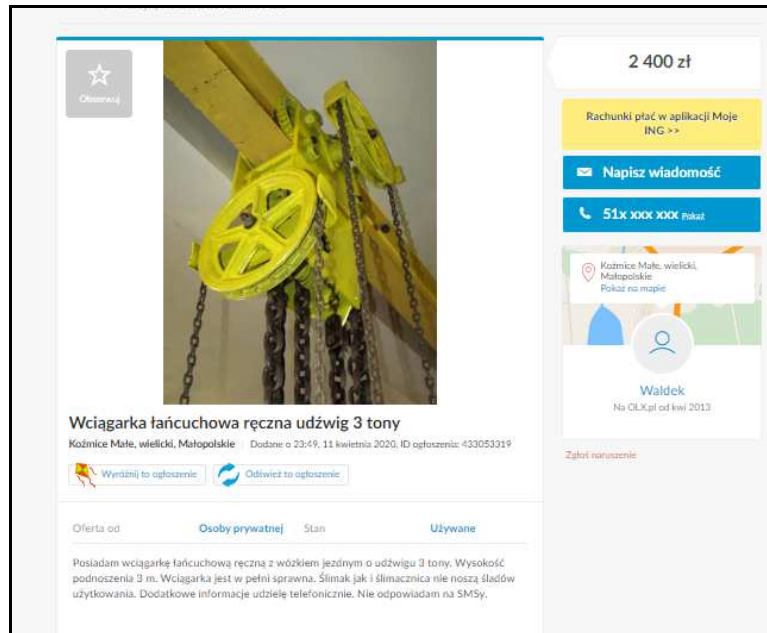 Obserwuj
2 400 zł
Rachunki płać w aplikacji Moje
ING >>
Napisz wiadomość
51x xxx xxx Pokaż
Koźmice Małe, wielicki,
Małopolskie
Pokaż na mapie
Waldek
Na OLX.pl od kwi 2013
Zgłoś naruszenie
Wciągarka łańcuchowa ręczna udźwig 3 tony
Koźmice Małe, wielicki, Małopolskie Dodane o 23:49, 11 kwietnia 2020, ID ogłoszenia: 433053319
Wyróżnij to ogłoszenie Odśwież to ogłoszenie
Oferta od Osoby prywatnej Stan Używane
Posiadam wciągarkę łańcuchową ręczną z wózkiem jezdnym o udźwigu 3 tony. Wysokość
podnoszenia 3 m. Wciągarka jest w pełni sprawna. Ślimak jak i ślimacznica nie noszą śladów
użytkowania. Dodatkowe informacje udzielę telefonicznie. Nie odpowiadam na SMSy.